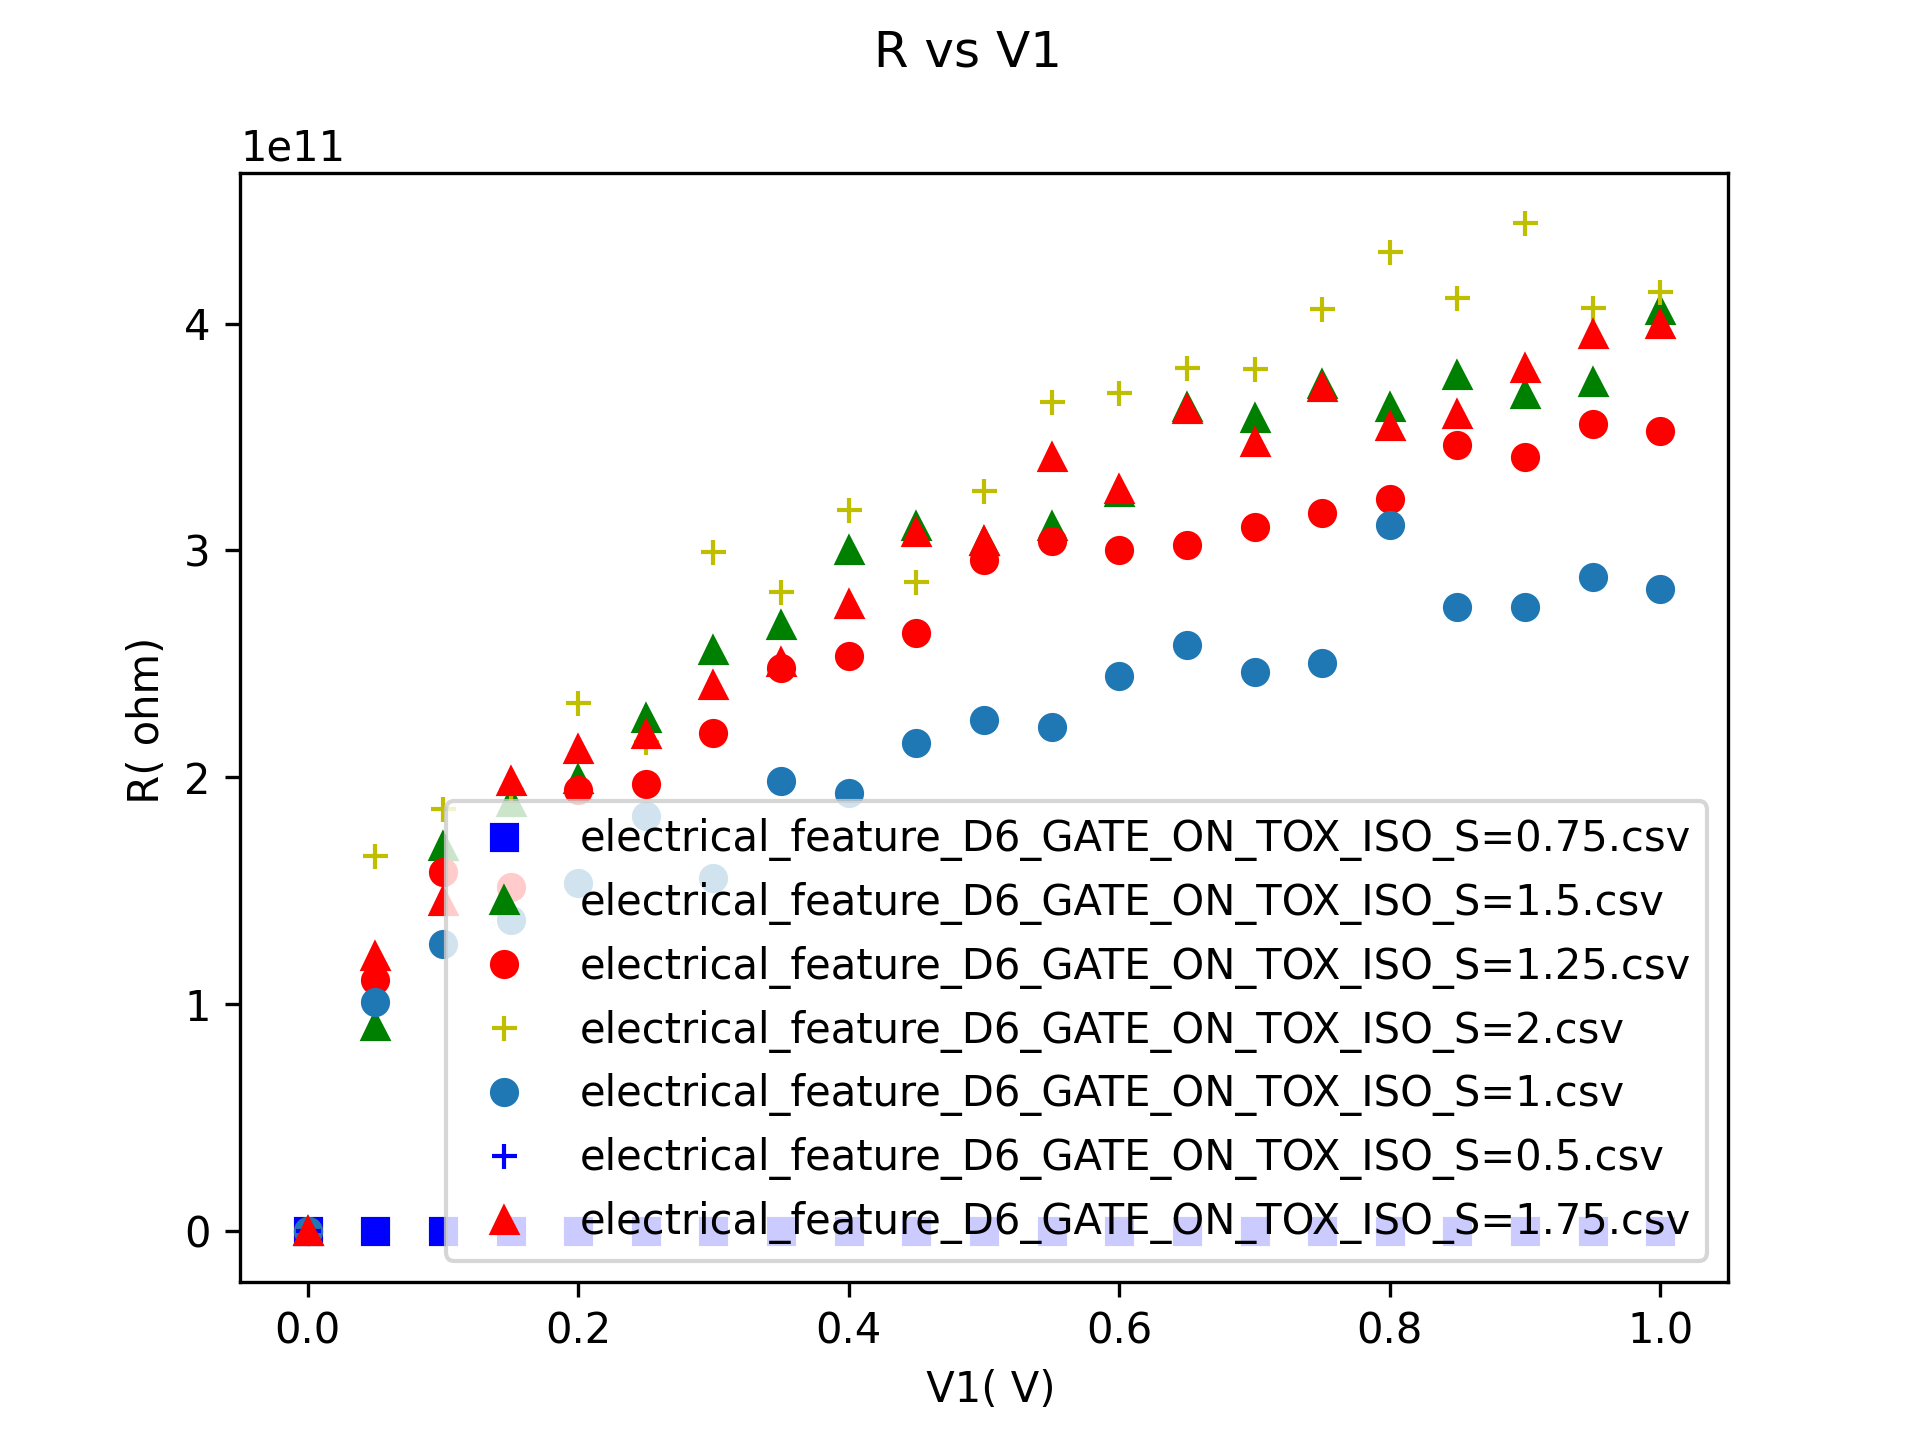 R vs V1
1e11
4
3
2
1
0
R( ohm)
electrical_feature_D6_GATE_ON_TOX_ISO_S=0.75.csv
electrical_feature_D6_GATE_ON_TOX_ISO_S=1.5.csv
electrical_feature_D6_GATE_ON_TOX_ISO_S=1.25.csv
electrical_feature_D6_GATE_ON_TOX_ISO_S=2.csv
electrical_feature_D6_GATE_ON_TOX_ISO_S=1.csv
electrical_feature_D6_GATE_ON_TOX_ISO_S=0.5.csv
electrical_feature_D6_GATE_ON_TOX_ISO_S=1.75.csv
0.0 0.2 0.4 0.6 0.8 1.0
V1( V)